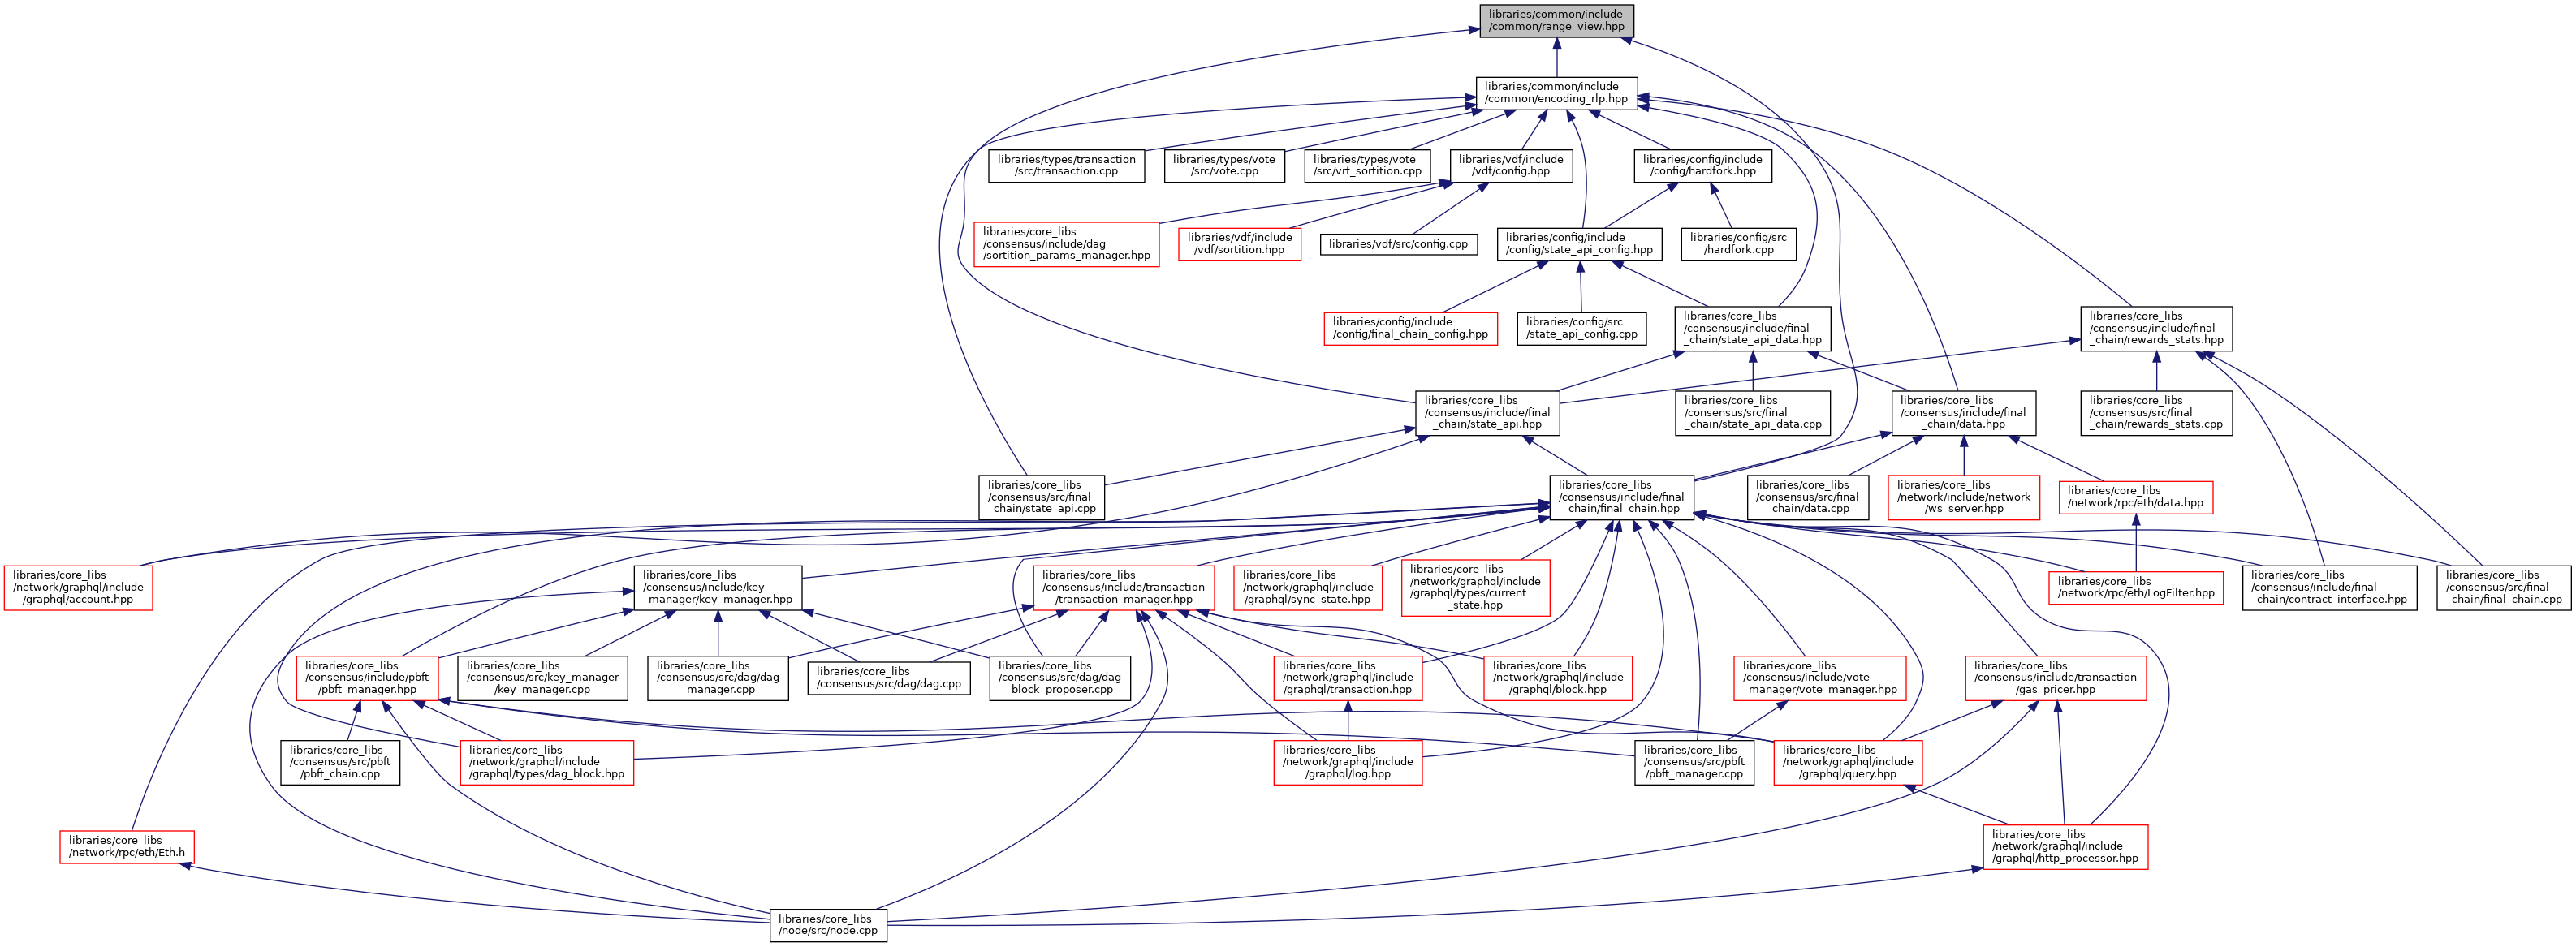 libraries/common/include
/common/range_view.hpp
libraries/common/include
/common/encoding_rlp.hpp
libraries/types/transaction
/src/transaction.cpp
libraries/types/vote
/src/vote.cpp
libraries/types/vote
/src/vrf_sortition.cpp
libraries/vdf/include
/vdf/config.hpp
libraries/config/include
/config/hardfork.hpp
libraries/core_libs
/consensus/include/dag
/sortition_params_manager.hpp
libraries/vdf/include
/vdf/sortition.hpp
libraries/vdf/src/config.cpp
libraries/config/include
/config/state_api_config.hpp
libraries/config/src
/hardfork.cpp
libraries/config/include
/config/final_chain_config.hpp
libraries/config/src
/state_api_config.cpp
libraries/core_libs
/consensus/include/final
_chain/state_api_data.hpp
libraries/core_libs
/consensus/include/final
_chain/rewards_stats.hpp
libraries/core_libs
/consensus/include/final
_chain/state_api.hpp
libraries/core_libs
/consensus/src/final
_chain/state_api_data.cpp
libraries/core_libs
/consensus/include/final
_chain/data.hpp
libraries/core_libs
/consensus/src/final
_chain/rewards_stats.cpp
libraries/core_libs
/consensus/src/final
_chain/state_api.cpp
libraries/core_libs
/consensus/include/final
_chain/final_chain.hpp
libraries/core_libs
/consensus/src/final
_chain/data.cpp
libraries/core_libs
/network/include/network
/ws_server.hpp
libraries/core_libs
/network/rpc/eth/data.hpp
libraries/core_libs
/network/graphql/include
/graphql/account.hpp
libraries/core_libs
/consensus/include/key
_manager/key_manager.hpp
libraries/core_libs
/consensus/include/transaction
/transaction_manager.hpp
libraries/core_libs
/network/graphql/include
/graphql/sync_state.hpp
libraries/core_libs
/network/graphql/include
/graphql/types/current
_state.hpp
libraries/core_libs
/network/rpc/eth/LogFilter.hpp
libraries/core_libs
/consensus/include/final
_chain/contract_interface.hpp
libraries/core_libs
/consensus/src/final
_chain/final_chain.cpp
libraries/core_libs
/consensus/include/pbft
/pbft_manager.hpp
libraries/core_libs
/consensus/src/key_manager
/key_manager.cpp
libraries/core_libs
/consensus/src/dag/dag
_manager.cpp
libraries/core_libs
/consensus/src/dag/dag.cpp
libraries/core_libs
/consensus/src/dag/dag
_block_proposer.cpp
libraries/core_libs
/network/graphql/include
/graphql/transaction.hpp
libraries/core_libs
/network/graphql/include
/graphql/block.hpp
libraries/core_libs
/consensus/include/vote
_manager/vote_manager.hpp
libraries/core_libs
/consensus/include/transaction
/gas_pricer.hpp
libraries/core_libs
/consensus/src/pbft
/pbft_chain.cpp
libraries/core_libs
/network/graphql/include
/graphql/types/dag_block.hpp
libraries/core_libs
/network/graphql/include
/graphql/log.hpp
libraries/core_libs
/consensus/src/pbft
/pbft_manager.cpp
libraries/core_libs
/network/graphql/include
/graphql/query.hpp
libraries/core_libs
/network/rpc/eth/Eth.h
libraries/core_libs
/network/graphql/include
/graphql/http_processor.hpp
libraries/core_libs
/node/src/node.cpp